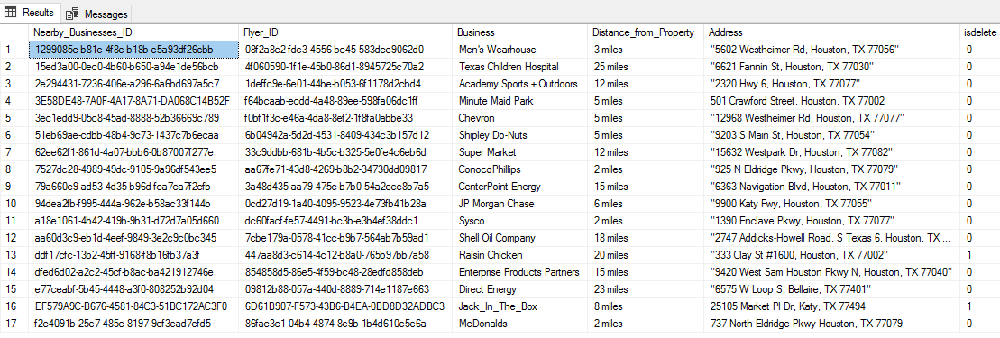 Results Messages
Nearby_Businesses_ID Flyer_ID Business Distance_from_Property Address isdelete
1 1299085c-b81e-4f8e-b18b-e5a93df26ebb 08f2a8c2-fde3-4556-bc45-583dce9062d0 Men's Wearhouse 3 miles "5602 Westheimer Rd, Houston, TX 77056" 0
2 15ed3a00-0ec0-4b60-b650-a94e1de56bcb 4f060590-1f1e-45b0-86d1-8945725c70a2 Texas Children Hospital 25 miles "6621 Fannin St, Houston, TX 77030" 0
3 2e294431-7236-406e-a296-6a6bd697a5c7 1deffc9e-6e01-44be-b053-6f1178d2cbd4 Academy Sports + Outdoors 12 miles "2320 Hwy 6, Houston, TX 77077" 0
4 3E58DE48-7A0F-4A17-8A71-DA068C14B52F f64bcaab-ecdd-4a48-89ee-598fa06dc1ff Minute Maid Park 5 miles 501 Crawford Street, Houston, TX 77002 0
5 3ec1edd9-05c8-45ad-8888-52b36669c789 f0bf1f3c-e46a-4da8-8ef2-1f8fa0abbe33 Chevron 5 miles "12968 Westheimer Rd, Houston, TX 77077" 0
6 51eb69ae-cdbb-48b4-9c73-1437c7b6ecaa 6b04942a-5d2d-4531-8409-434c3b157d12 Shipley Do-Nuts 5 miles "9203 S Main St, Houston, TX 77054" 0
7 62ee62f1-861d-4a07-bbb6-0b87007f277e 33c9ddbb-681b-4b5c-b325-5e0fe4c6eb6d Super Market 12 miles "15632 Westpark Dr, Houston, TX 77082" 0
8 7527dc28-4989-49dc-9105-9a96df543ee5 aa67fe71-43d8-4269-b8b2-34730dd09817 ConocoPhillips 2 miles "925 N Eldridge Pkwy, Houston, TX 77079" 0
9 79a660c9-ad53-4d35-b96d-fca7ca7f2cfb 3a48d435-aa79-475c-b7b0-54a2eec8b7a5 CenterPoint Energy 15 miles "6363 Navigation Blvd, Houston, TX 77011" 0
10 94dea2fb-f995-444a-962e-b58ac33f144b 0cd27d19-1a40-4095-9523-4e73fb41b28a JP Morgan Chase 6 miles "9900 Katy Fwy, Houston, TX 77055" 0
11 a18e1061-4b42-419b-9b31-d72d7a05d660 dc60facf-fe57-4491-bc3b-e3b4ef38ddc1 Sysco 2 miles "1390 Enclave Pkwy, Houston, TX 77077" 0
12 aa60d3c9-eb1d-4eef-9849-3e2c9c0bc345 7cbe179a-0578-41cc-b9b7-564ab7b59ad1 Shell Oil Company 18 miles "2747 Addicks-Howell Road, S Texas 6, Houston, TX ... 0
13 ddf17cfc-13b2-45ff-9168-f8b16fb37a3f 447aa8d3-c614-4c12-b8a0-765b97bb7a58 Raisin Chicken 20 miles "333 Clay St #1600, Houston, TX 77002" 1
14 dfed6d02-a2c2-45cf-b8ac-ba421912746e 854858d5-86e5-4f59-bc48-28edfd858deb Enterprise Products Partners 15 miles "9420 West Sam Houston Pkwy N, Houston, TX 77040" 0
15 e77ceabf-5b45-4448-a3f0-808252b92d04 09812b88-057a-440d-8889-714e1187e663 Direct Energy 23 miles "6575 W Loop S, Bellaire, TX 77401" 0
16 EF579A9C-B676-4581-84C3-51BC172AC3F0 6D61B907-F573-43B6-B4EA-0BD8D32ADBC3 Jack_In_The_Box 8 miles 25105 Market Pl Dr, Katy, TX 77494 1
17 f2c4091b-25e7-485c-8197-9ef3ead7efd5 86fac3c1-04b4-4874-8e9b-1b4d610e5e6a McDonalds 2 miles 737 North Eldridge Pkwy Houston, TX 77079 0